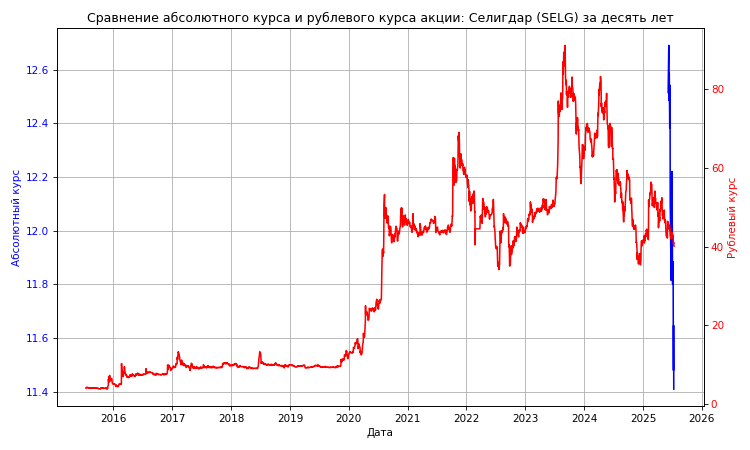 Сравнение абсолютного курса и рублевого курса акции: Селигдар (SELG) за десять лет
12.6
12.4
12.2
12.0
11.8
11.6
11.4
Абсолютный курс
80
60
40
20
0
Рублевый курс
2016 2017 2018 2019 2020 2021 2022 2023 2024 2025 2026
Дата